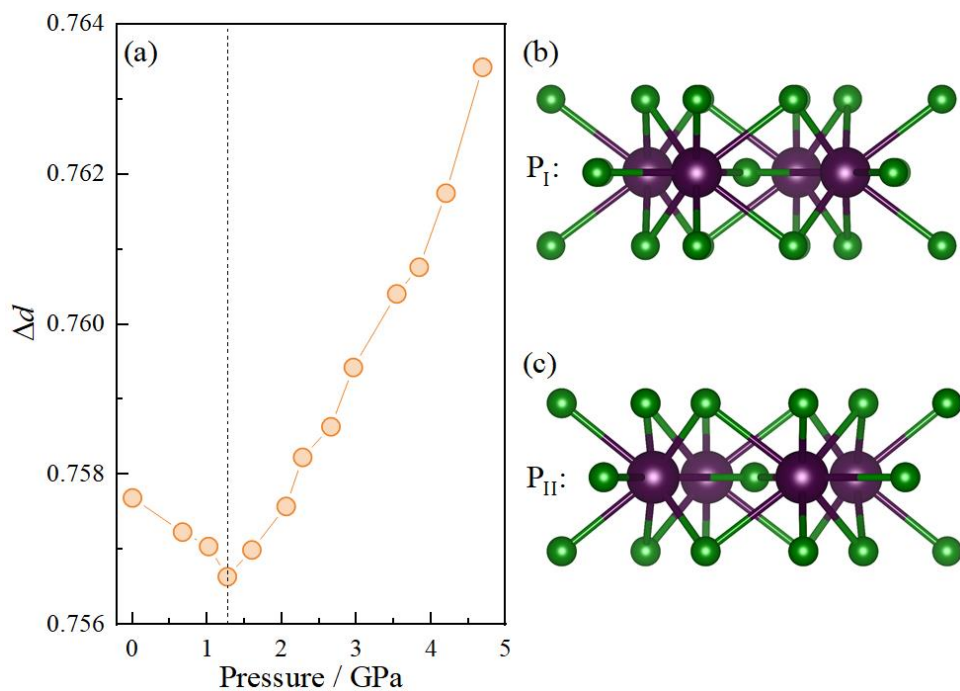 (a)
0.764
0.762
0.760
0.758
0.756
Δd
0 1 2 3 4 5
Pressure / GPa
(b)
P_I:
(c)
P_II: